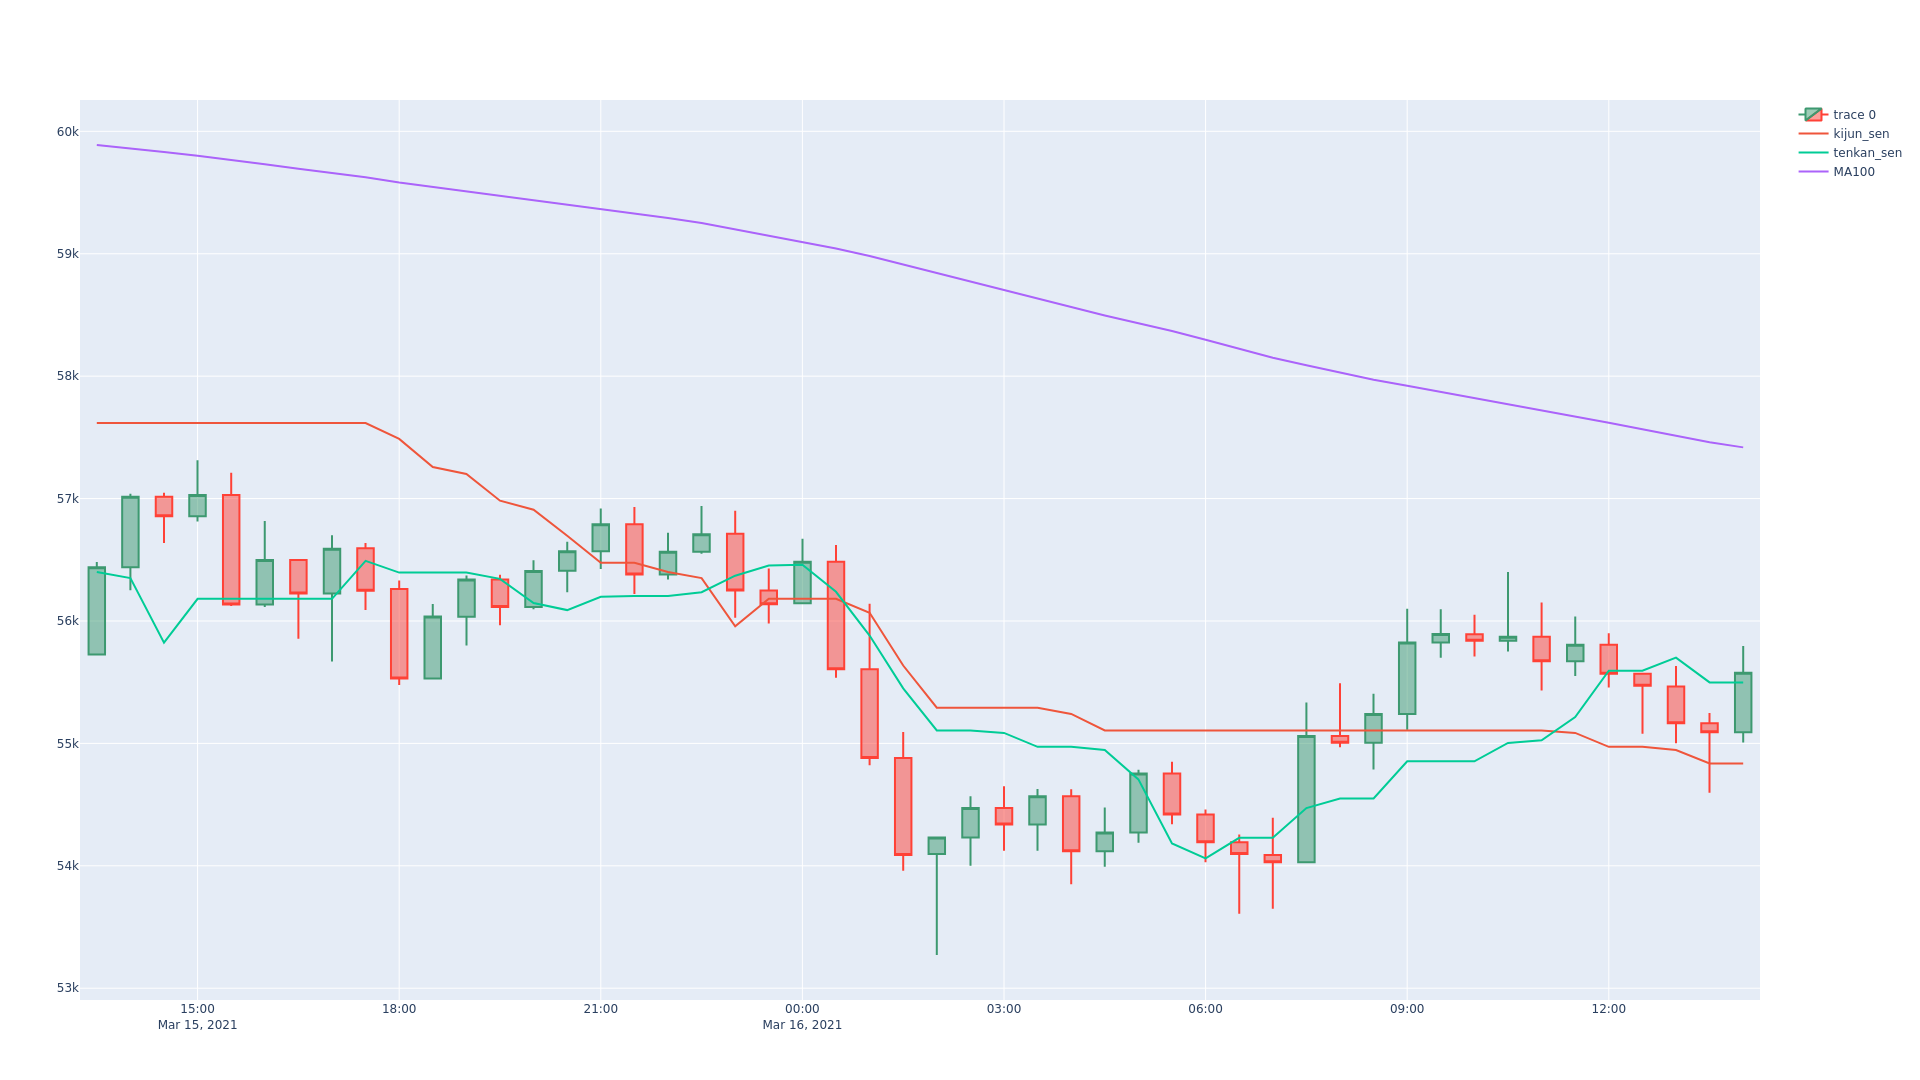 60k
59k
58k
57k
56k
55k
54k
53k
15:00
Mar 15, 2021
18:00
21:00
00:00
Mar 16, 2021
03:00
06:00
09:00
12:00
trace 0
kijun_sen
tenkan_sen
MA100